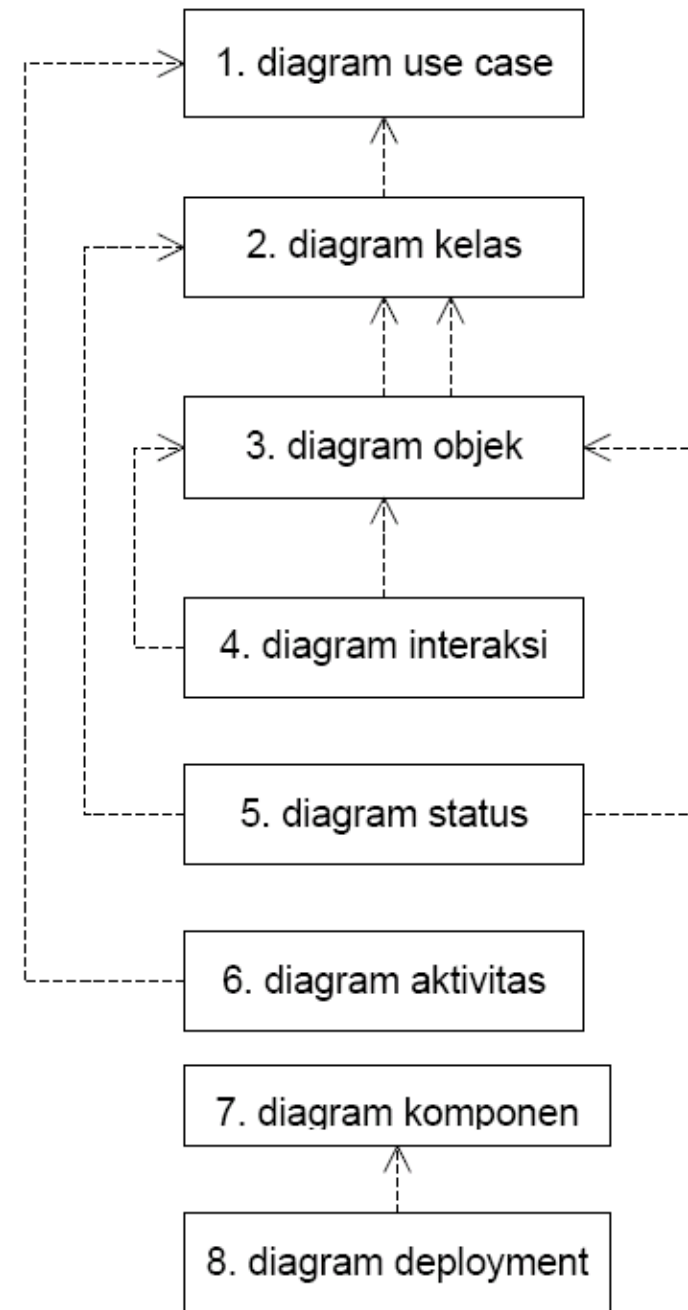 1. diagram use case
2. diagram kelas
3. diagram objek
4. diagram interaksi
5. diagram status
6. diagram aktivitas
7. diagram komponen
8. diagram deployment